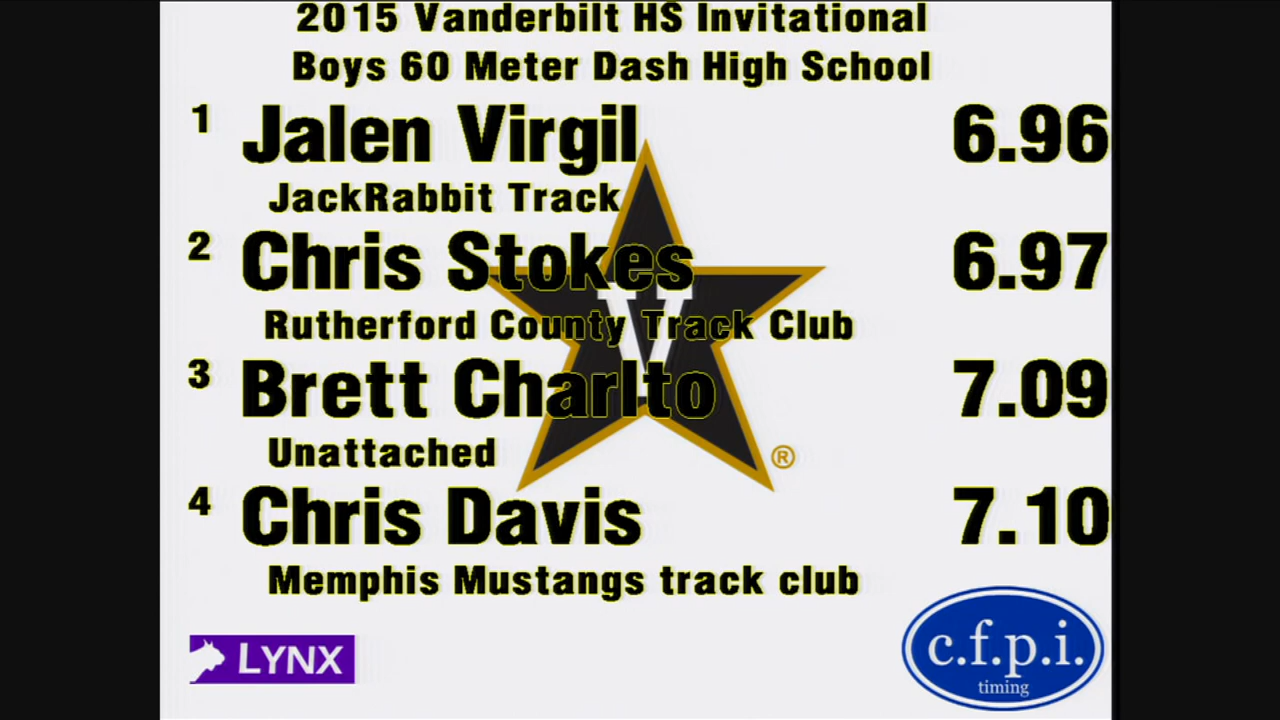 2015 Vanderbilt HS Invitational
Boys 60 Meter Dash High School
1 Jalen Virgil 6.96
JackRabbit Track
2 Chris Stokes 6.97
Rutherford County Track Club
3 Brett Charlto 7.09
Unattached
4 Chris Davis 7.10
Memphis Mustangs track club
V
®
LYNX
c.f.p.i.
timing